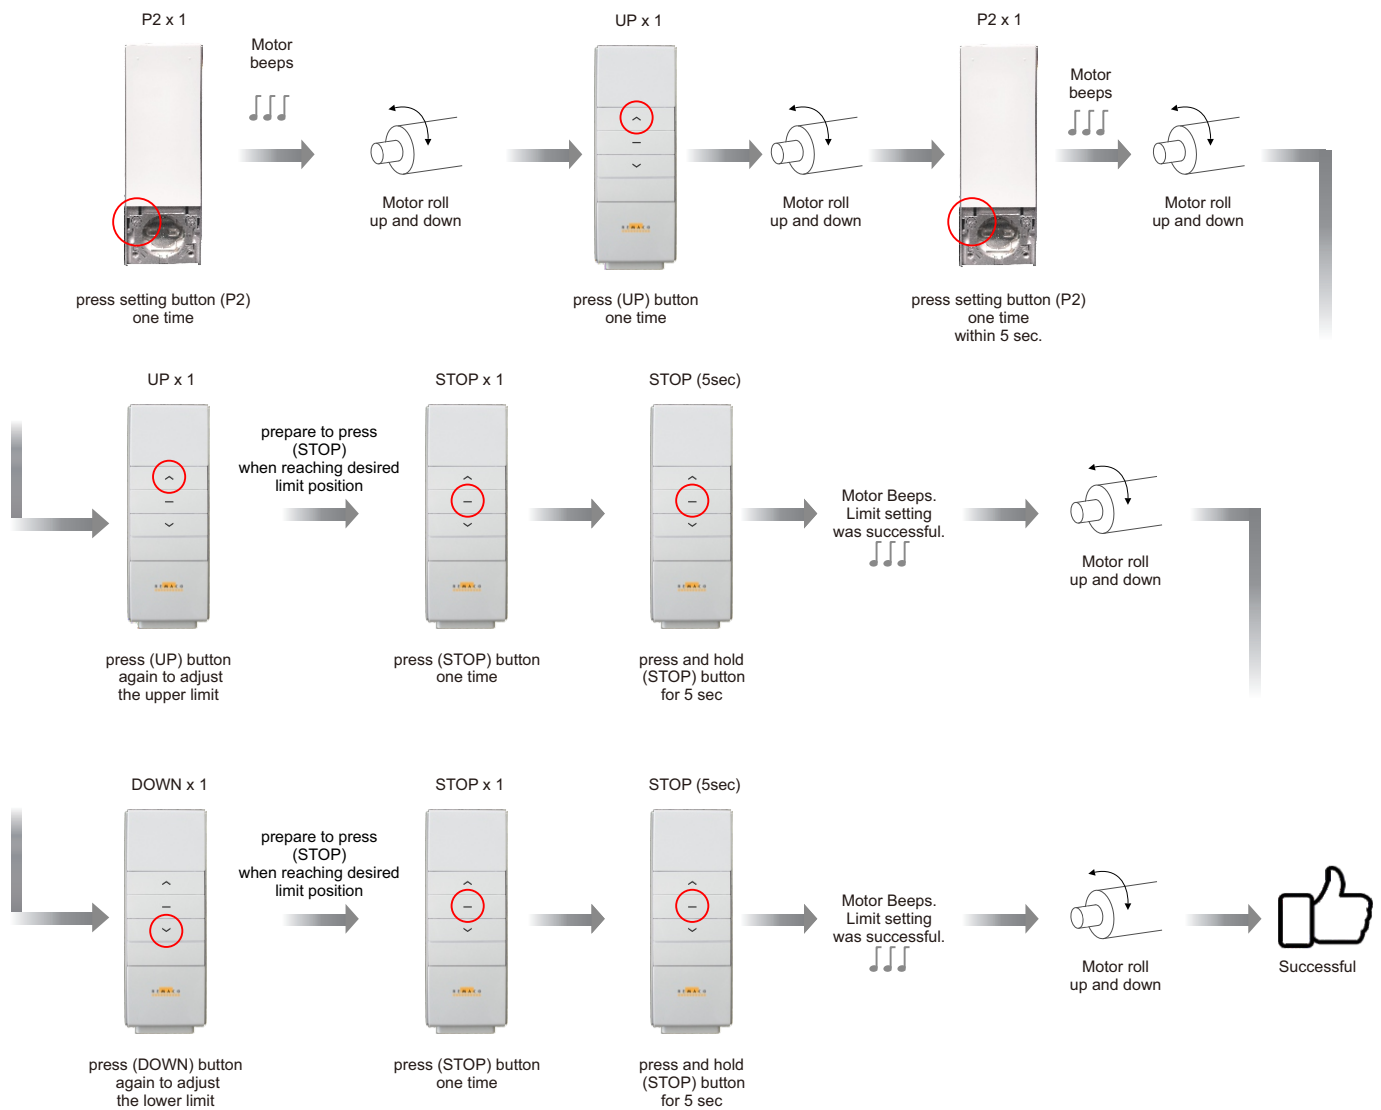 P2 x 1
UP x 1
P2 x 1
Motor
beeps
Motor
beeps
Motor roll
up and down
Motor roll
up and down
Motor roll
up and down
press setting button (P2)
one time
press (UP) button
one time
press setting button (P2)
one time
within 5 sec.
UP x 1
STOP x 1
STOP (5sec)
prepare to press
(STOP)
when reaching desired
limit position
Motor Beeps.
Limit setting
was successful.
Motor roll
up and down
press (UP) button
again to adjust
the upper limit
press (STOP) button
one time
press and hold
(STOP) button
for 5 sec
DOWN x 1
STOP x 1
STOP (5sec)
prepare to press
(STOP)
when reaching desired
limit position
Motor Beeps.
Limit setting
was successful.
Motor roll
up and down
Successful
press (DOWN) button
again to adjust
the lower limit
press (STOP) button
one time
press and hold
(STOP) button
for 5 sec